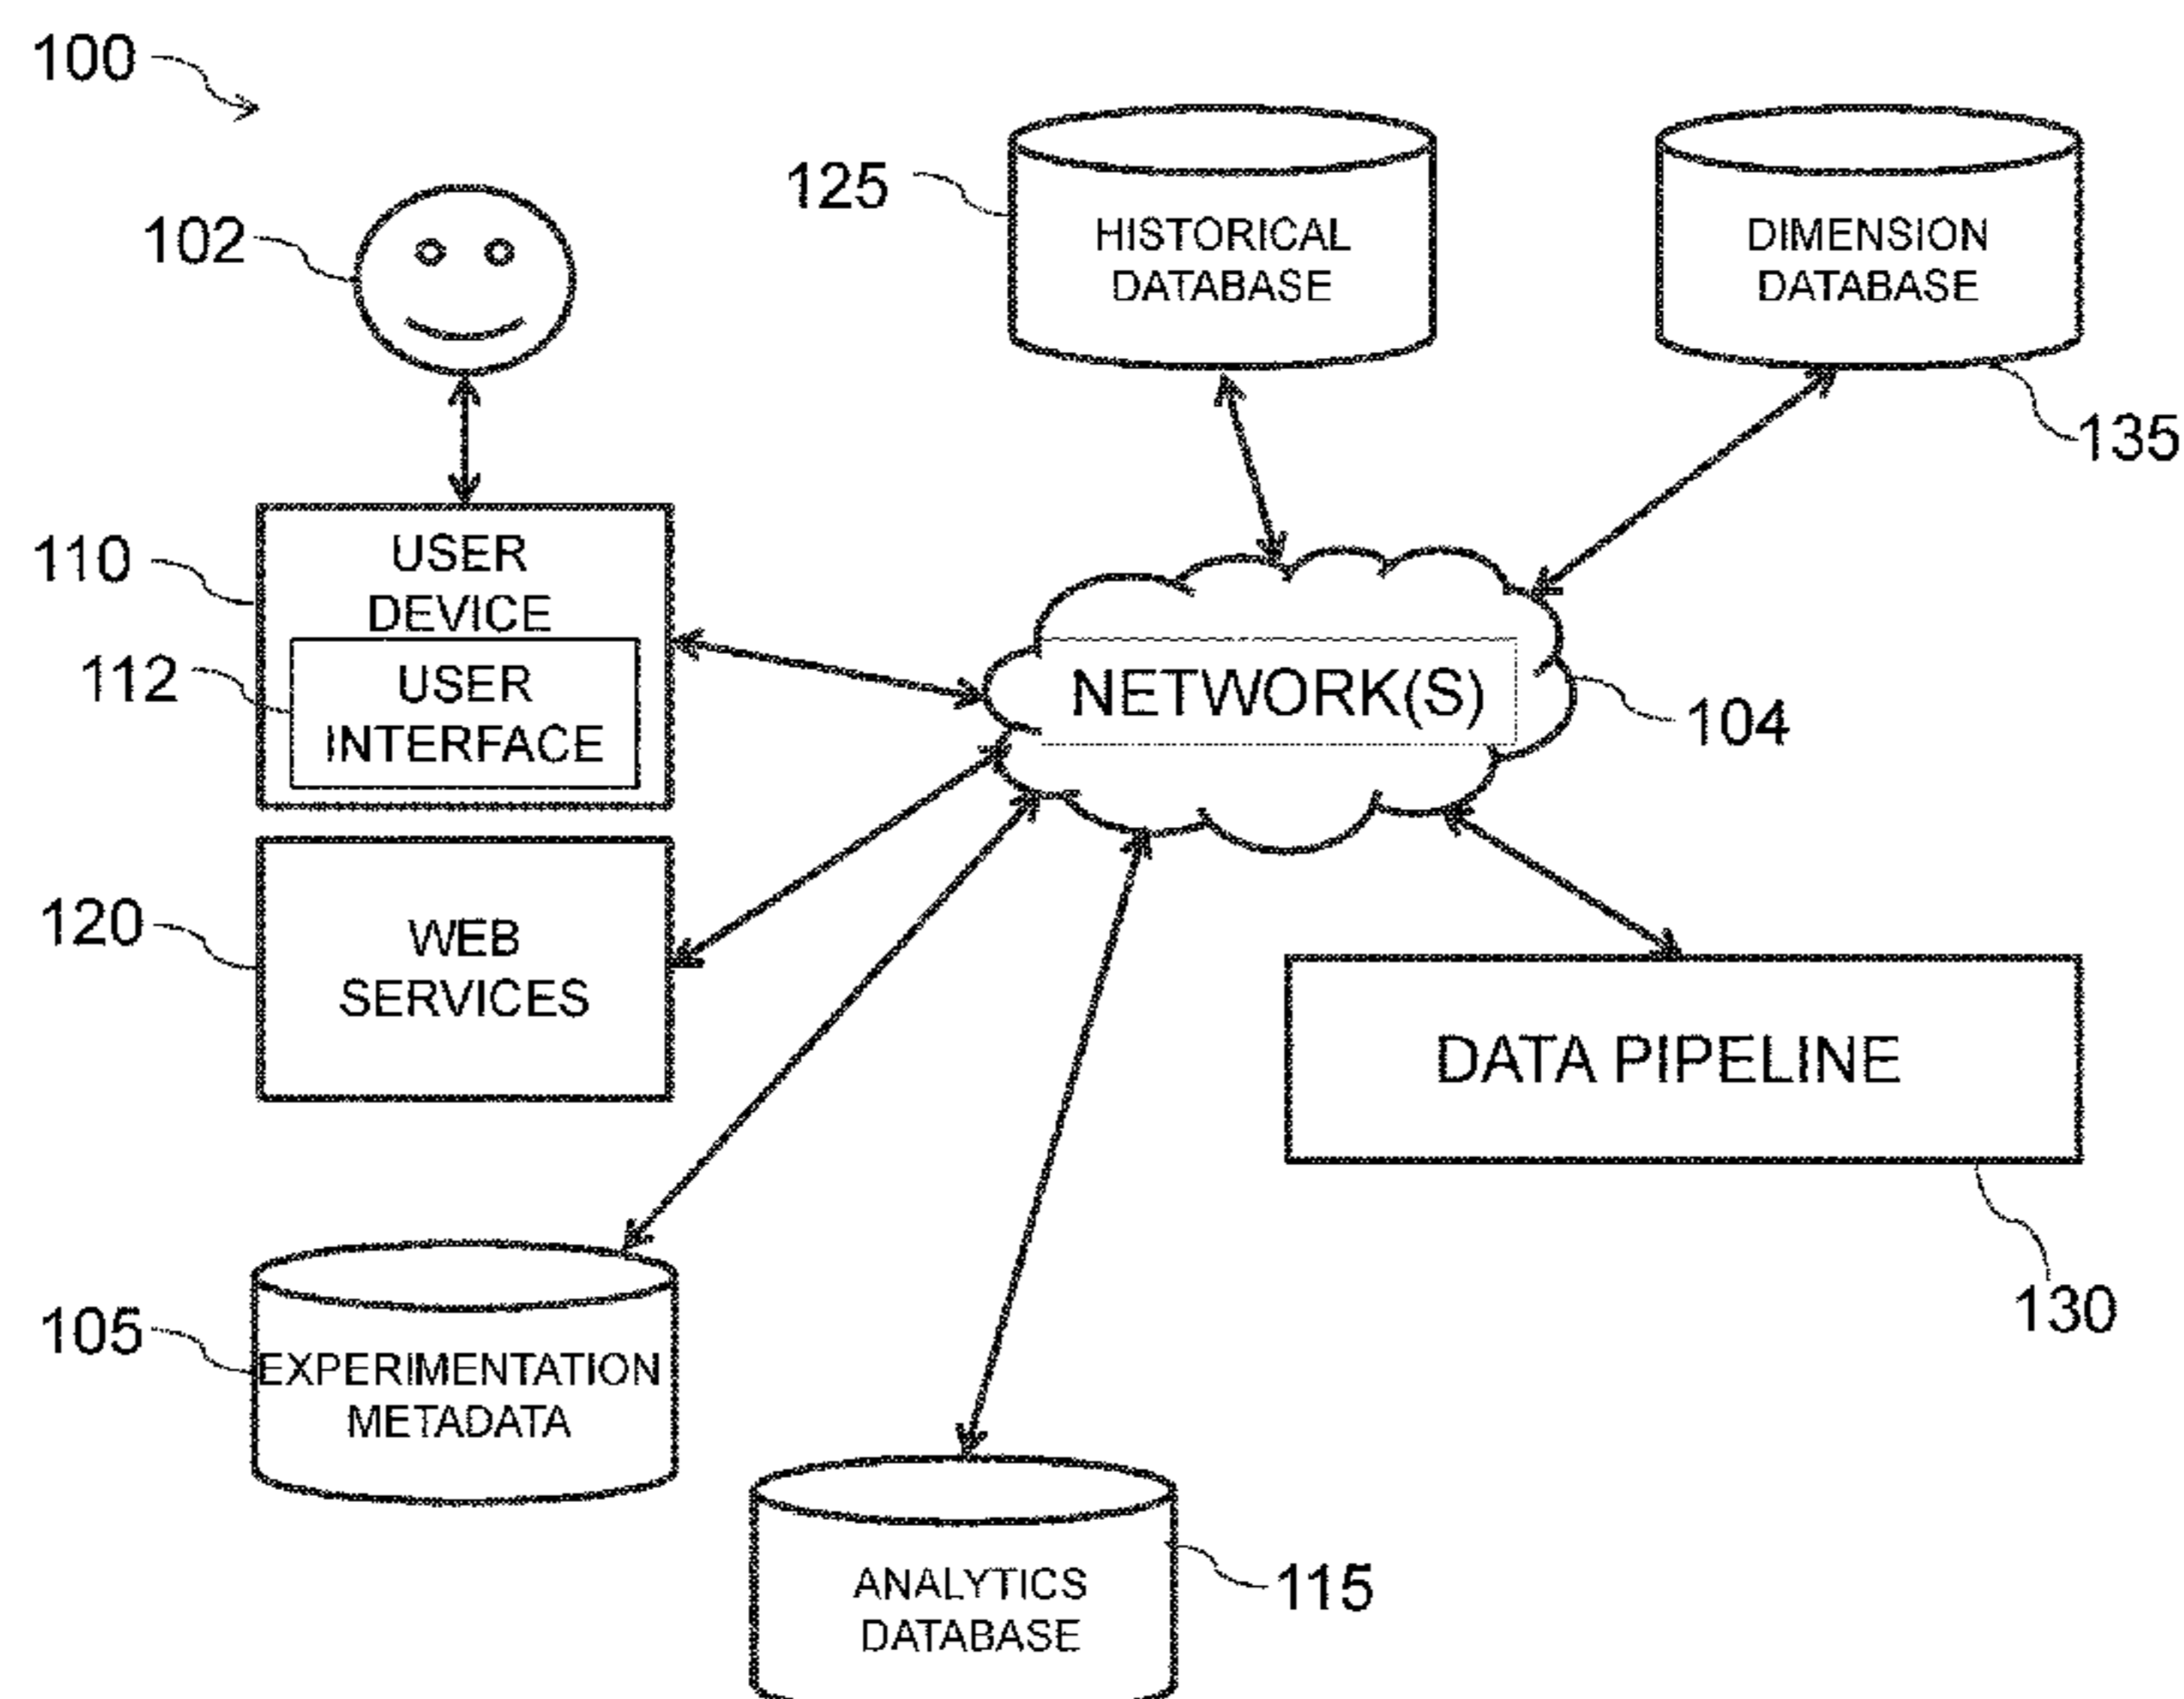 100
102
125
HISTORICAL
DATABASE
DIMENSION
DATABASE
135
110
USER
DEVICE
112
USER
INTERFACE
NETWORK(S)
104
120
WEB
SERVICES
DATA PIPELINE
130
105
EXPERIMENTATION
METADATA
ANALYTICS
DATABASE
115